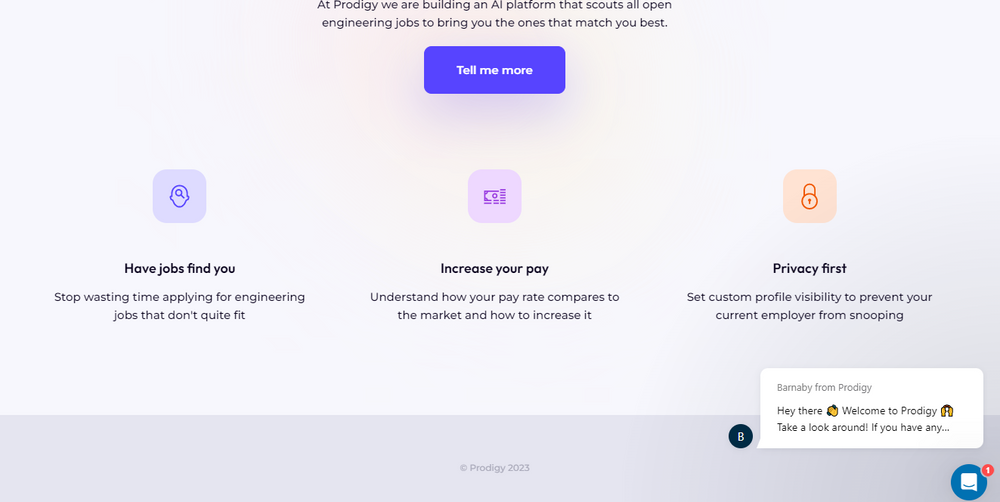 At Prodigy we are building an AI platform that scouts all open
engineering jobs to bring you the ones that match you best.
Tell me more
Have jobs find you
Stop wasting time applying for engineering
jobs that don't quite fit
Increase your pay
Understand how your pay rate compares to
the market and how to increase it
Privacy first
Set custom profile visibility to prevent your
current employer from snooping
Barnaby from Prodigy
Hey there 👏 Welcome to Prodigy 🙌
Take a look around! If you have any...
B
© Prodigy 2023
1